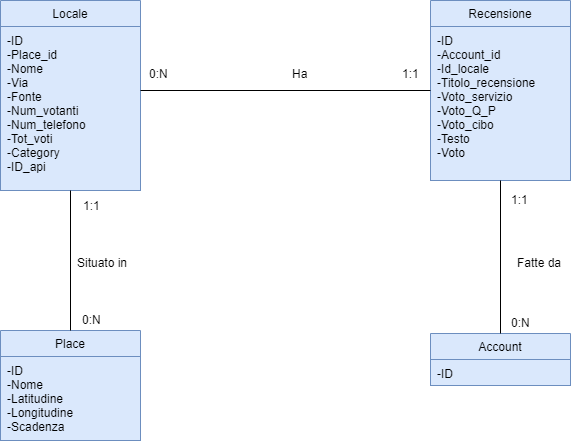 Locale
-ID
-Place_id
-Nome
-Via
-Fonte
-Num_votanti
-Num_telefono
-Tot_voti
-Category
-ID_api
0:N
Ha
1:1
Recensione
-ID
-Account_id
-Id_locale
-Titolo_recensione
-Voto_servizio
-Voto_Q_P
-Voto_cibo
-Testo
-Voto
1:1
Situato in
0:N
1:1
Fatte da
0:N
Place
-ID
-Nome
-Latitudine
-Longitudine
-Scadenza
Account
-ID